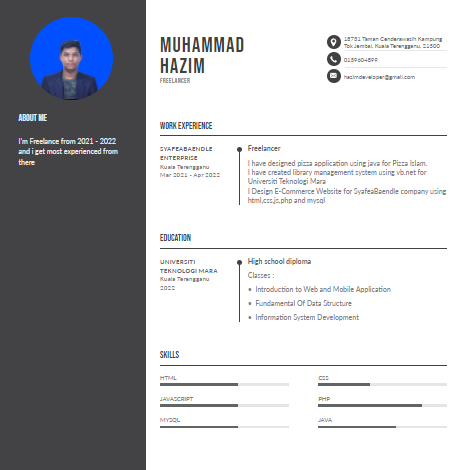 MUHAMMAD
HAZIM
FREELANCER
18751 Taman Cenderawasih Kampung
Tok Jembal, Kuala Terengganu, 21300
0139604899
hazimdeveloper@gmail.com
ABOUT ME
I'm Freelance from 2021 - 2022
and i get most experienced from
there
WORK EXPERIENCE
SYAFEABAENDLE
ENTERPRISE
Kuala Terengganu
Mar 2021 - Apr 2022
Freelancer
I have designed pizza application using java for Pizza Islam.
I have created library management system using vb.net for
Universiti Teknologi Mara
I Design E-Commerce Website for SyafeaBaendle company using
html,css,js,php and mysql
EDUCATION
UNIVERSITI
TEKNOLOGI MARA
Kuala Terengganu
2022
High school diploma
Classes :
• Introduction to Web and Mobile Application
• Fundamental Of Data Structure
• Information System Development
SKILLS
HTML
CSS
JAVASCRIPT
PHP
MYSQL
JAVA